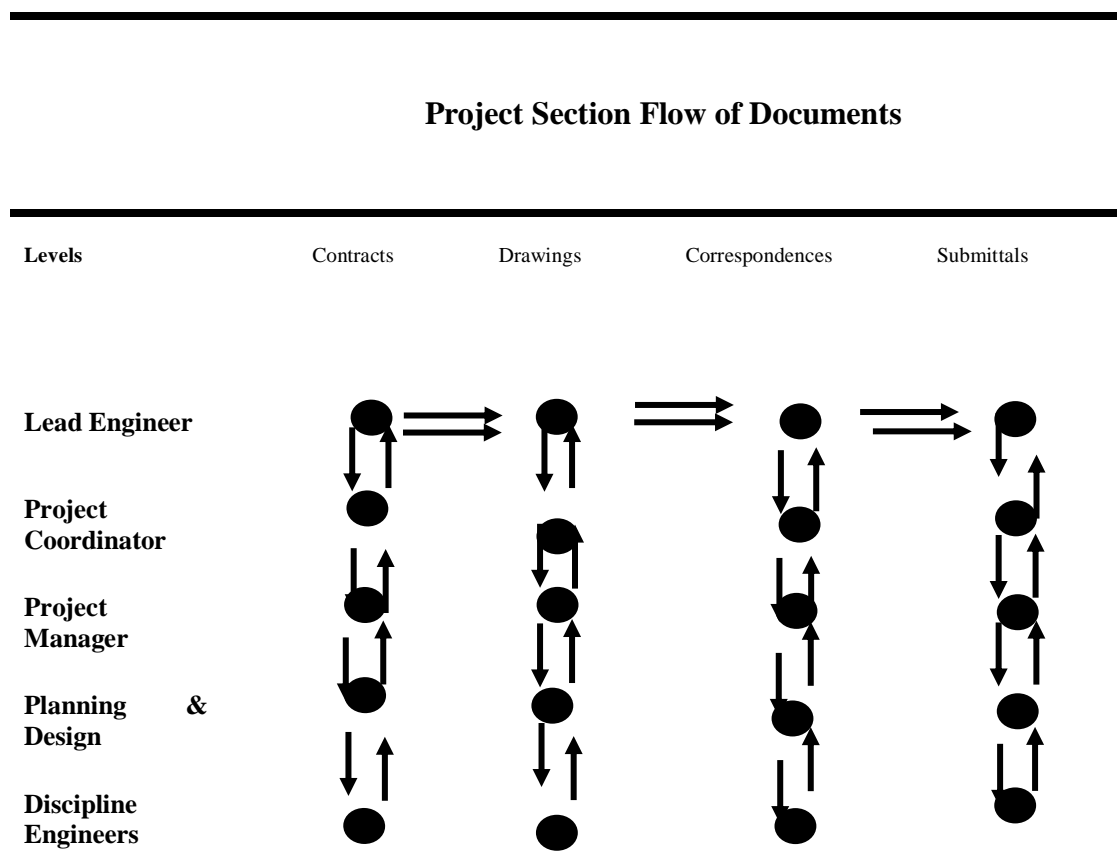 Project Section Flow of Documents
Levels Contracts Drawings Correspondences Submittals
Lead Engineer
Project
Coordinator
Project
Manager
Planning &
Design
Discipline
Engineers